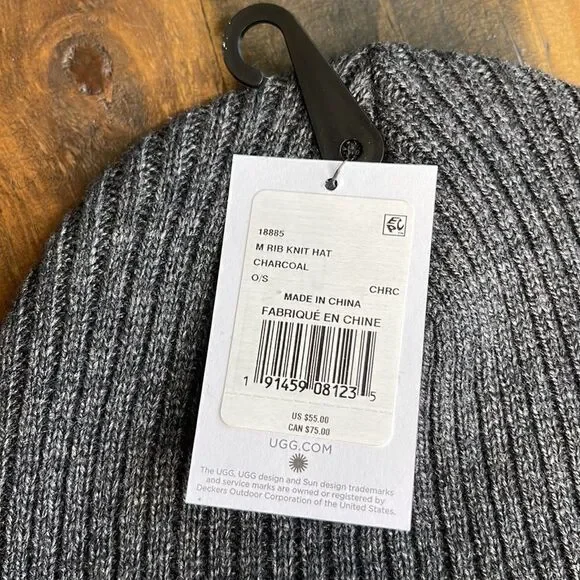 18885
M RIB KNIT HAT
CHARCOAL
O/S CHRC
MADE IN CHINA
FABRIQUÉ EN CHINE
1 91459 08123 5
US $55.00
CAN $75.00
UGG.COM
The UGG, UGG design and Sun design trademarks
and service marks are owned or registered by
Deckers Outdoor Corporation of the United States.